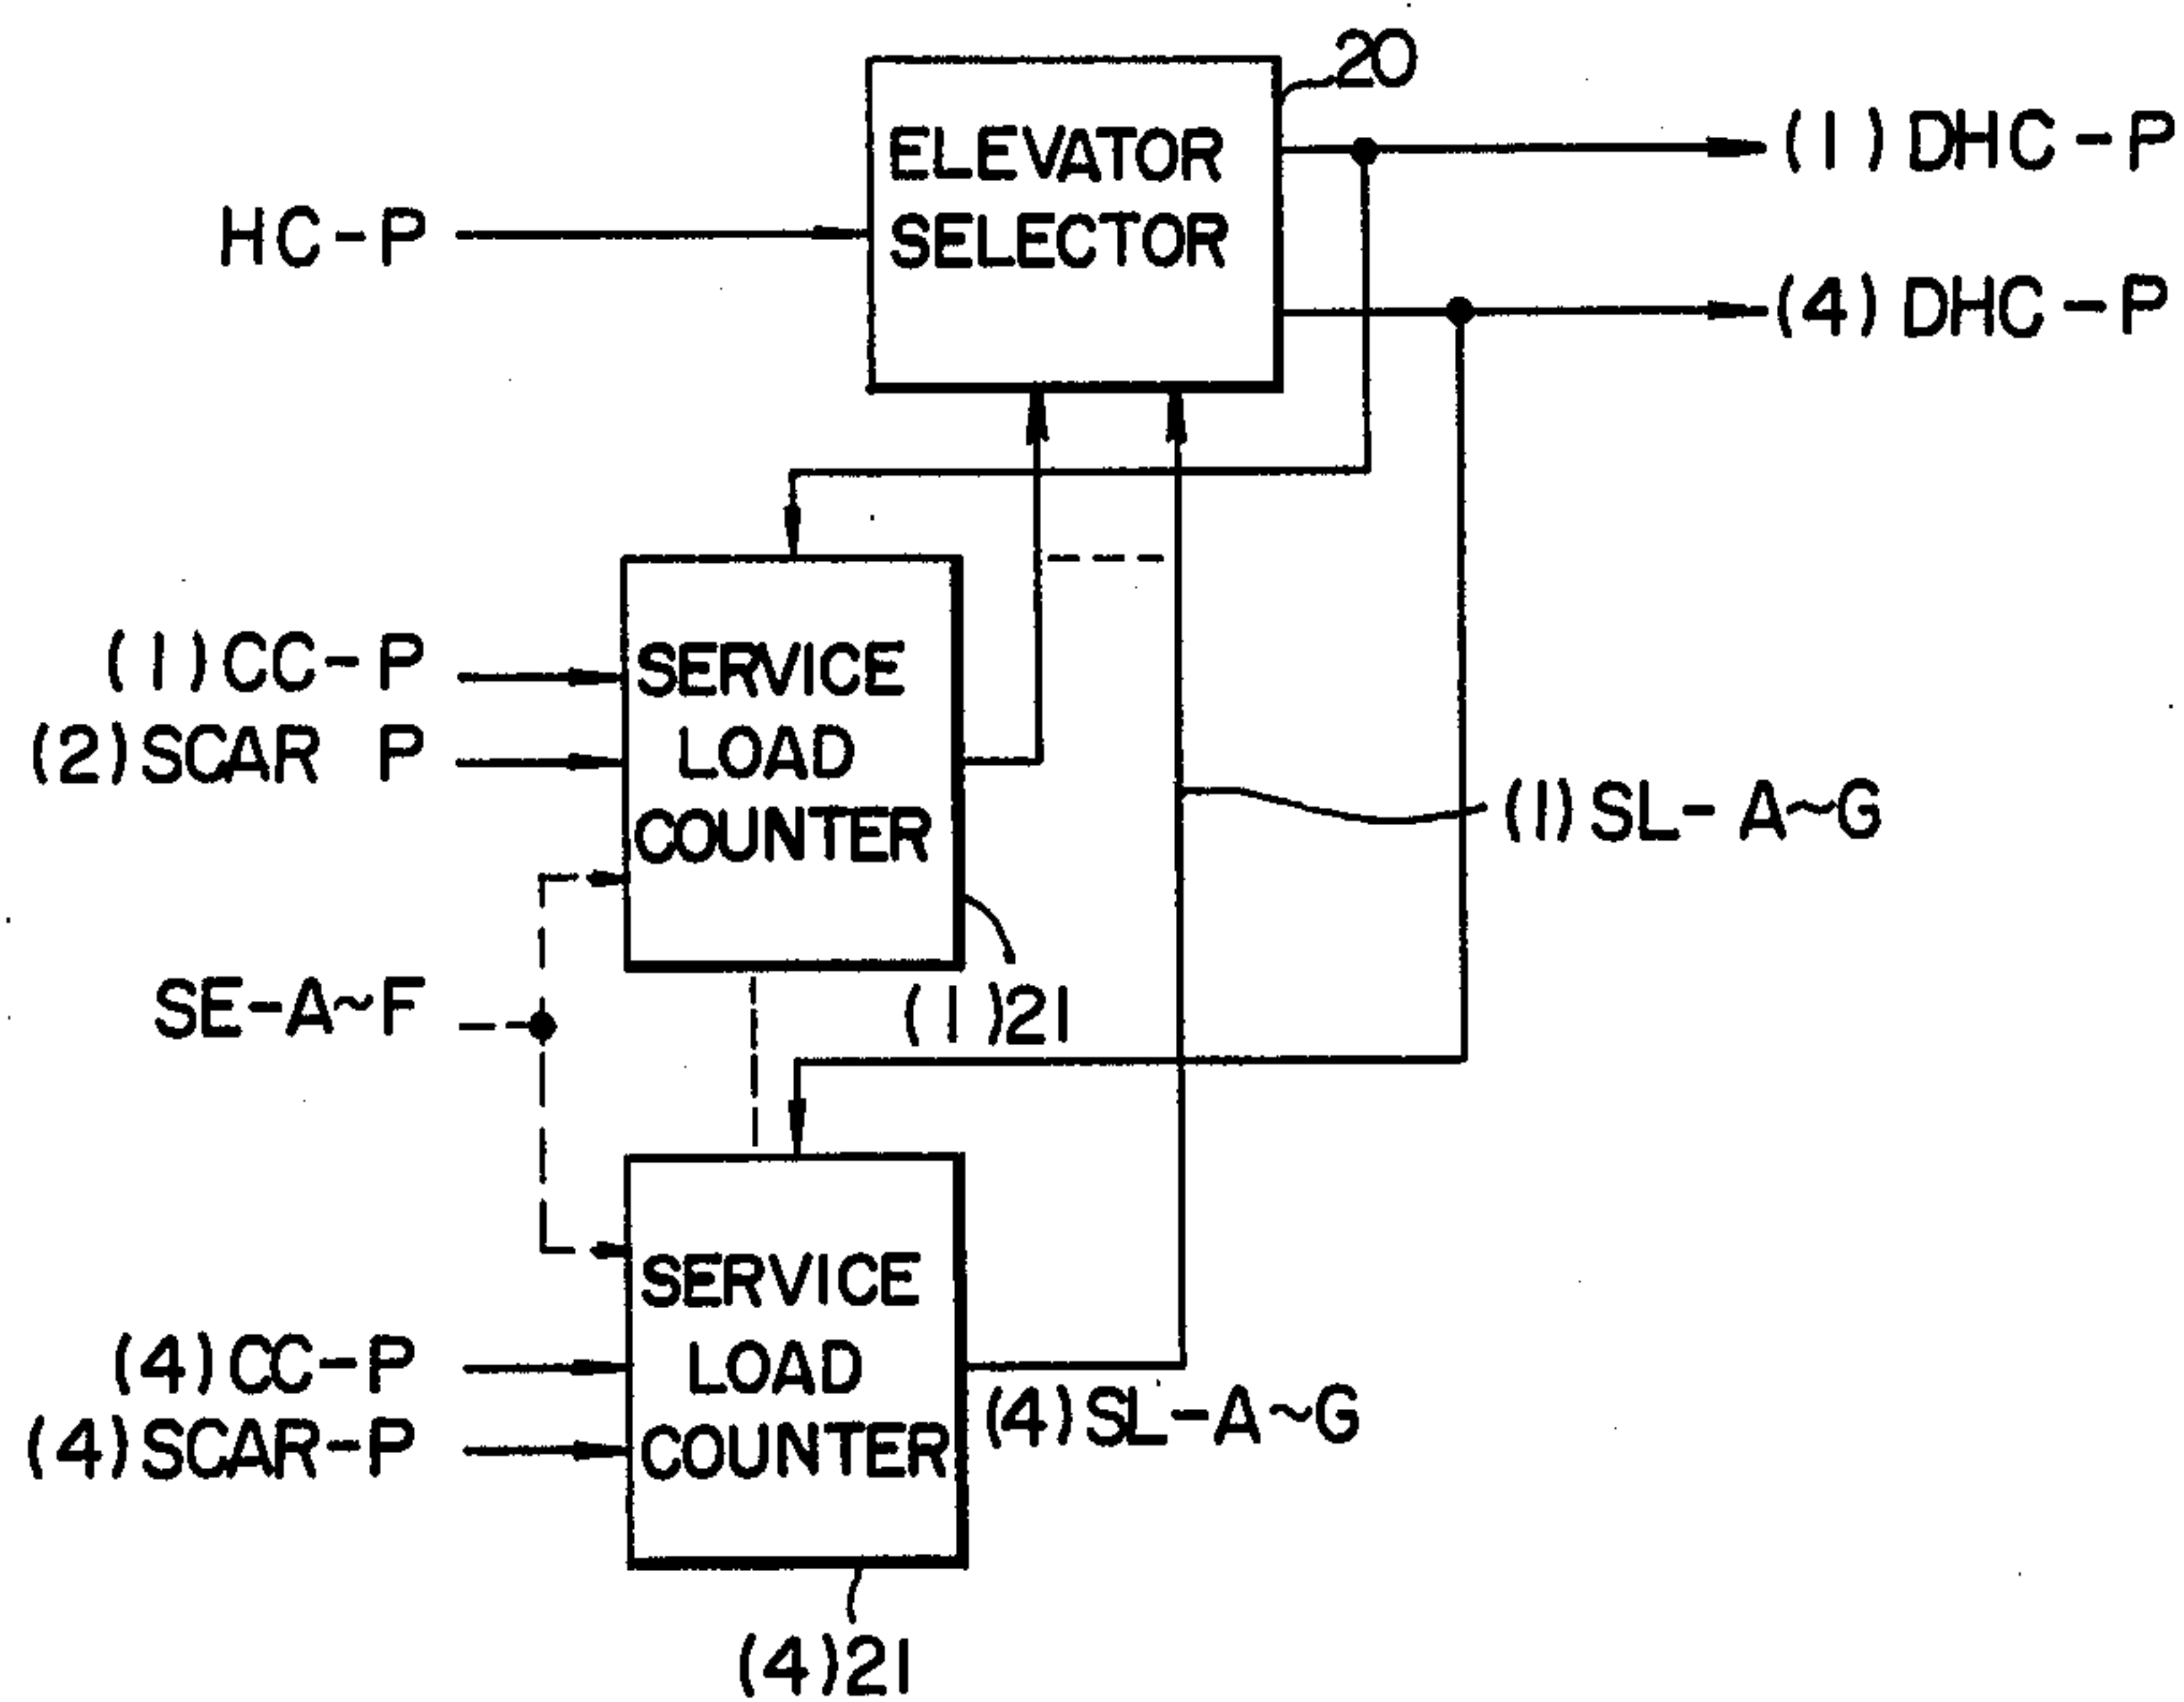 20
ELEVATOR
SELECTOR
(1) DHC-P
HC-P
(4) DHC-P
(1) CC-P
(2) SCAR P
SERVICE
LOAD
COUNTER
(1) SL-A~G
SE-A~F
(1)21
SERVICE
LOAD
COUNTER
(4) CC-P
(4) SCAR-P
(4) SL-A~G
(4)21